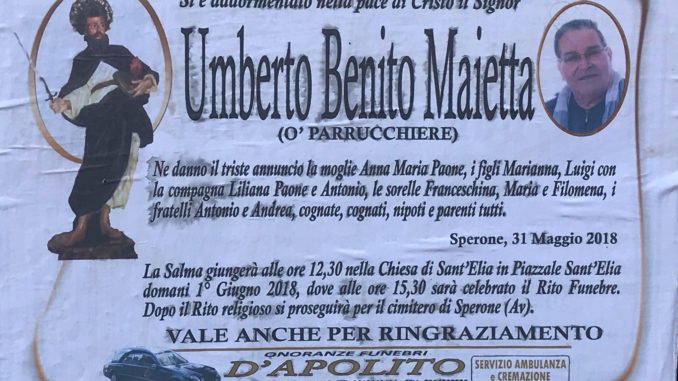 Si è addormentato nella pace di Cristo il Signor
Umberto Benito Maietta
(O' PARRUCCHIERE)
Ne danno il triste annuncio la moglie Anna Maria Paone, i figli Marianna, Luigi con
la compagna Liliana Paone e Antonio, le sorelle Franceschina, Maria e Filomena, i
fratelli Antonio e Andrea, cognate, cognati, nipoti e parenti tutti.
Sperone, 31 Maggio 2018
La Salma giungerà alle ore 12,30 nella Chiesa di Sant'Elia in Piazzale Sant'Elia
domani 1° Giugno 2018, dove alle ore 15,30 sarà celebrato il Rito Funebre.
Dopo il Rito religioso si proseguirà per il cimitero di Sperone (Av)
VALE ANCHE PER RINGRAZIAMENTO
ONORANZE FUNEBRI
D'APOLITO
SERVIZIO AMBULANZA
e CREMAZIONE